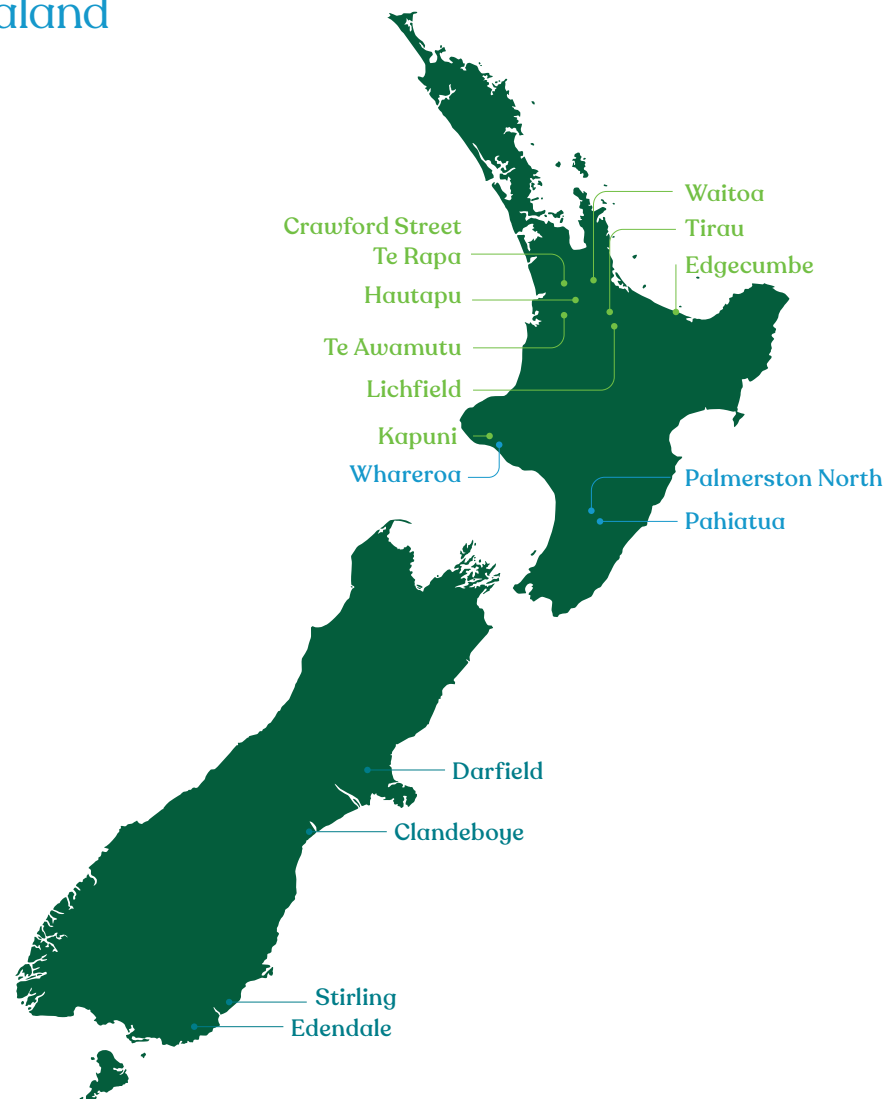 aland
Waitoa
Crawford Street
Tirau
Te Rapa
Edgecumbe
Hautapu
Te Awamutu
Lichfield
Kapuni
Whareroa
Palmerston North
Pahiatua
Darfield
Clandeboye
Stirling
Edendale